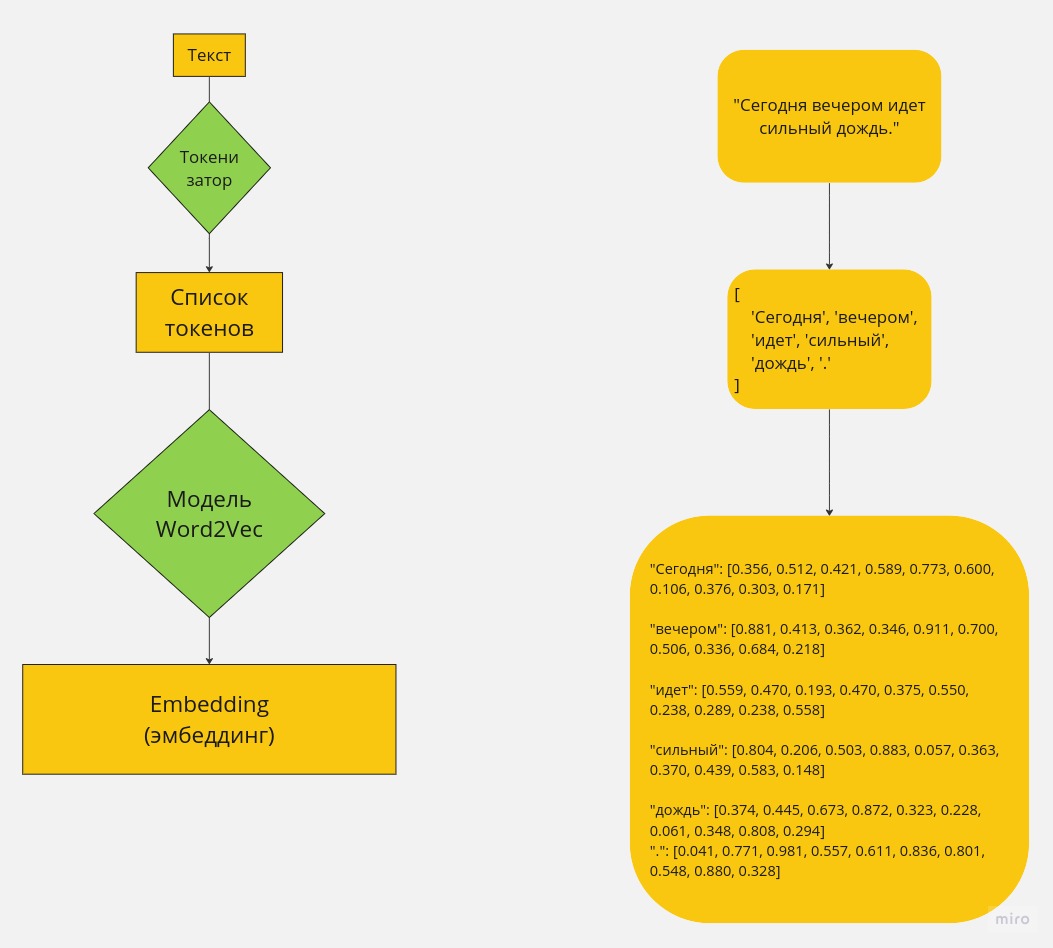 Текст
Токени
затор
Список
токенов
Модель
Word2Vec
Embedding
(эмбеддинг)
"Сегодня вечером идет
сильный дождь."
[
'Сегодня', 'вечером',
'идет', 'сильный',
'дождь', '.'
]
"Сегодня": [0.356, 0.512, 0.421, 0.589, 0.773, 0.600,
0.106, 0.376, 0.303, 0.171]
"вечером": [0.881, 0.413, 0.362, 0.346, 0.911, 0.700,
0.506, 0.336, 0.684, 0.218]
"идет": [0.559, 0.470, 0.193, 0.470, 0.375, 0.550,
0.238, 0.289, 0.238, 0.558]
"сильный": [0.804, 0.206, 0.503, 0.883, 0.057, 0.363,
0.370, 0.439, 0.583, 0.148]
"дождь": [0.374, 0.445, 0.673, 0.872, 0.323, 0.228,
0.061, 0.348, 0.808, 0.294]
".": [0.041, 0.771, 0.981, 0.557, 0.611, 0.836, 0.801,
0.548, 0.880, 0.328]
miro